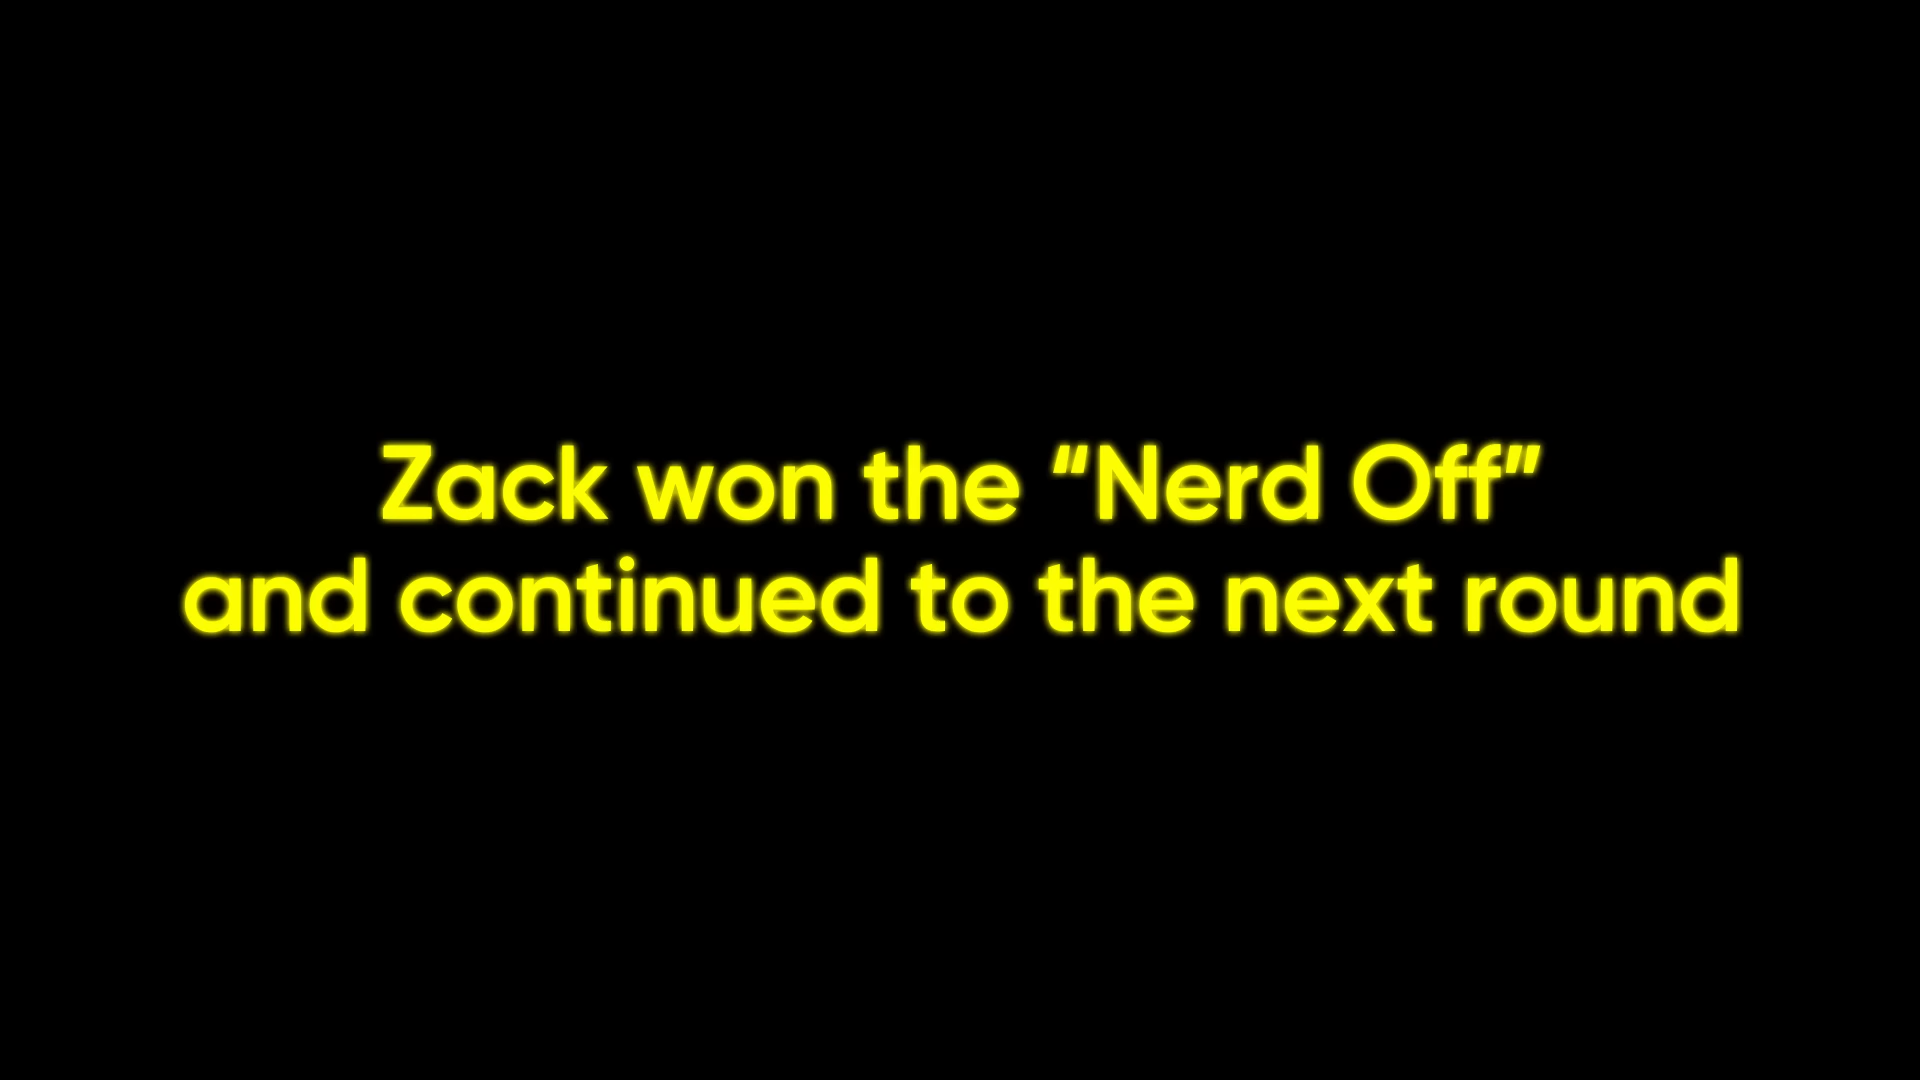 Zack won the “Nerd Off”
and continued to the next round